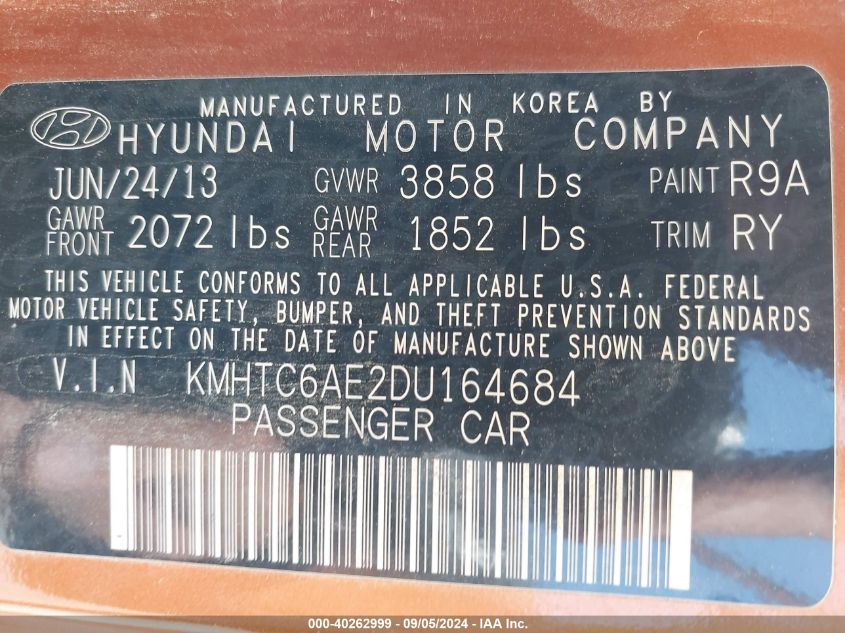 MANUFACTURED IN KOREA BY
HYUNDAI MOTOR COMPANY
JUN/24/13 GVWR 3858 lbs PAINT R9A
GAWR FRONT 2072 lbs GAWR REAR 1852 lbs TRIM RY
THIS VEHICLE CONFORMS TO ALL APPLICABLE U.S.A. FEDERAL
MOTOR VEHICLE SAFETY, BUMPER, AND THEFT PREVENTION STANDARDS
IN EFFECT ON THE DATE OF MANUFACTURE SHOWN ABOVE
V.I.N KMHTC6AE2DU164684
PASSENGER CAR
000-40262999 - 09/05/2024 - IAA Inc.